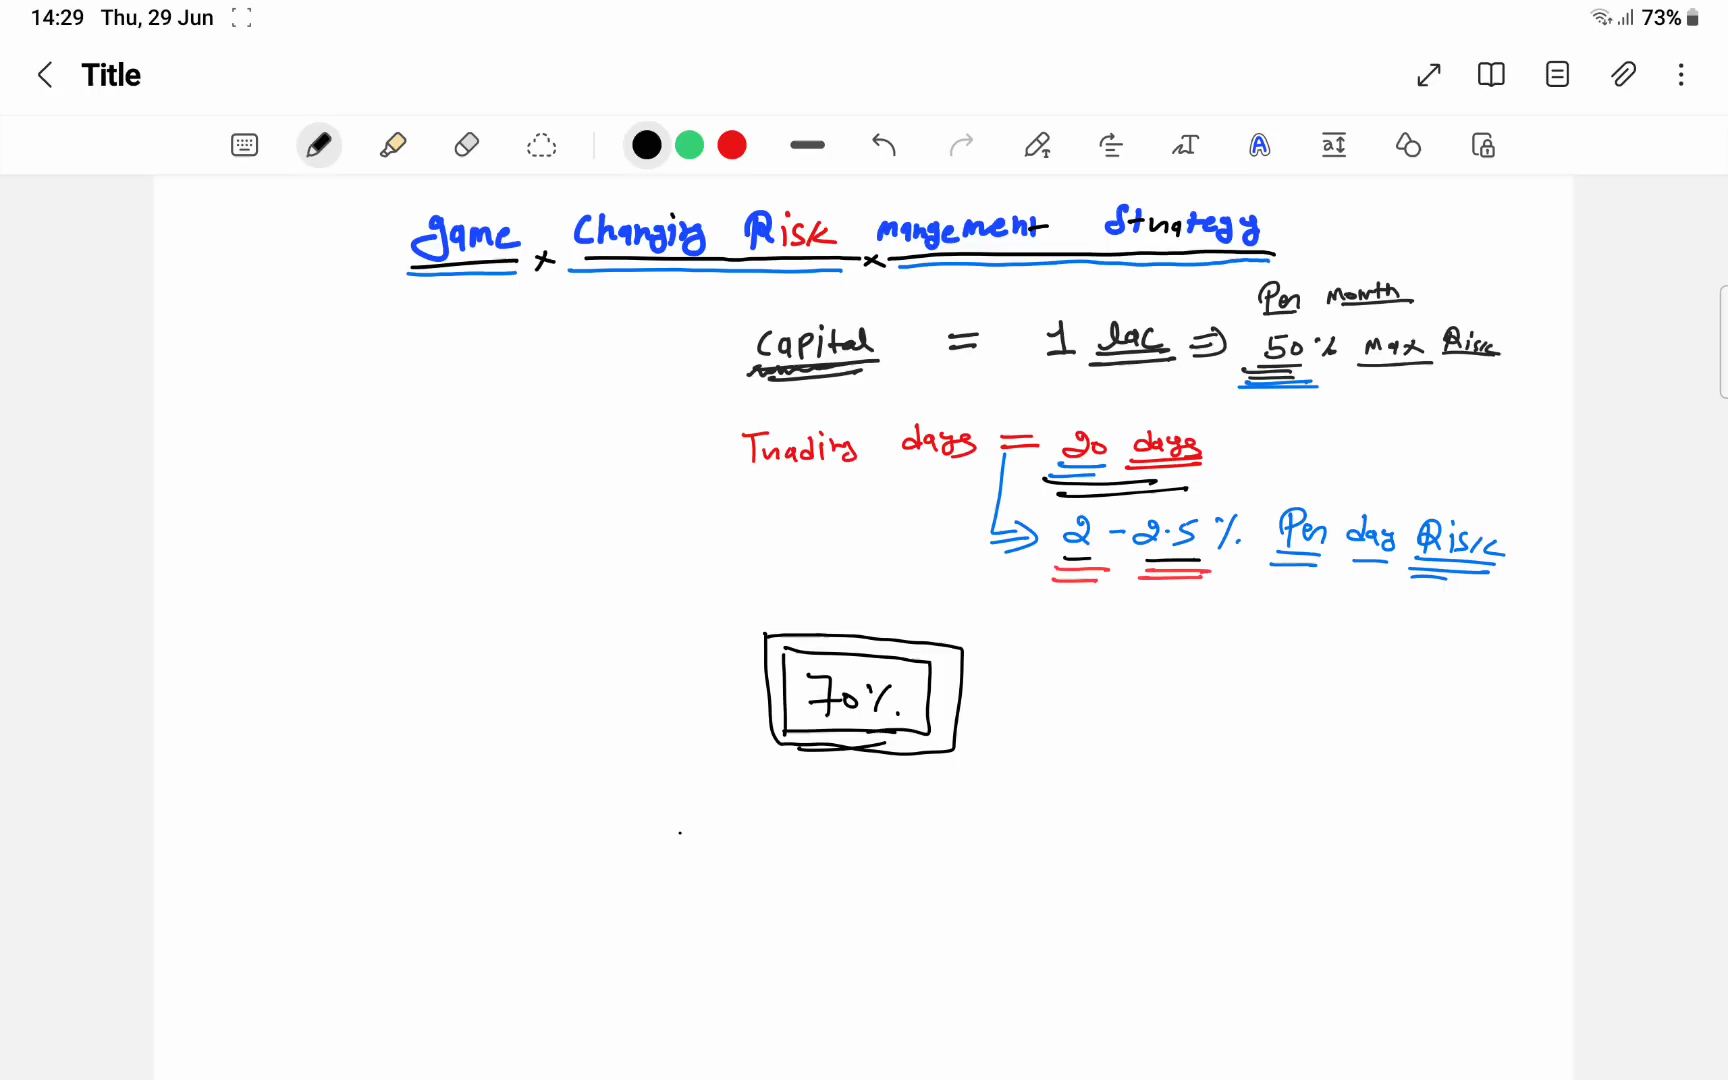 14:29 Thu, 29 Jun 73%
Title
Game Changing Risk mangement Strategy
Per month
Capital = 1 lac ⇒ 50% Max Risk
Trading days = 20 days
⇒ 2 - 2.5 % Per day Risk
70%.